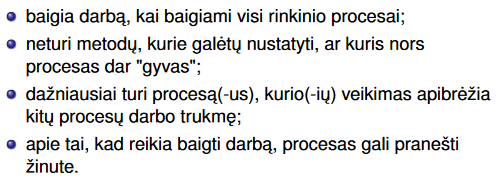 baigia darbą, kai baigiami visi rinkinio procesai;
neturi metodų, kurie galėtų nustatyti, ar kuris nors
procesas dar "gyvas";
dažniausiai turi procesą(-us), kurio(-ių) veikimas apibrėžia
kitų procesų darbo trukmę;
apie tai, kad reikia baigti darbą, procesas gali pranešti
žinute.